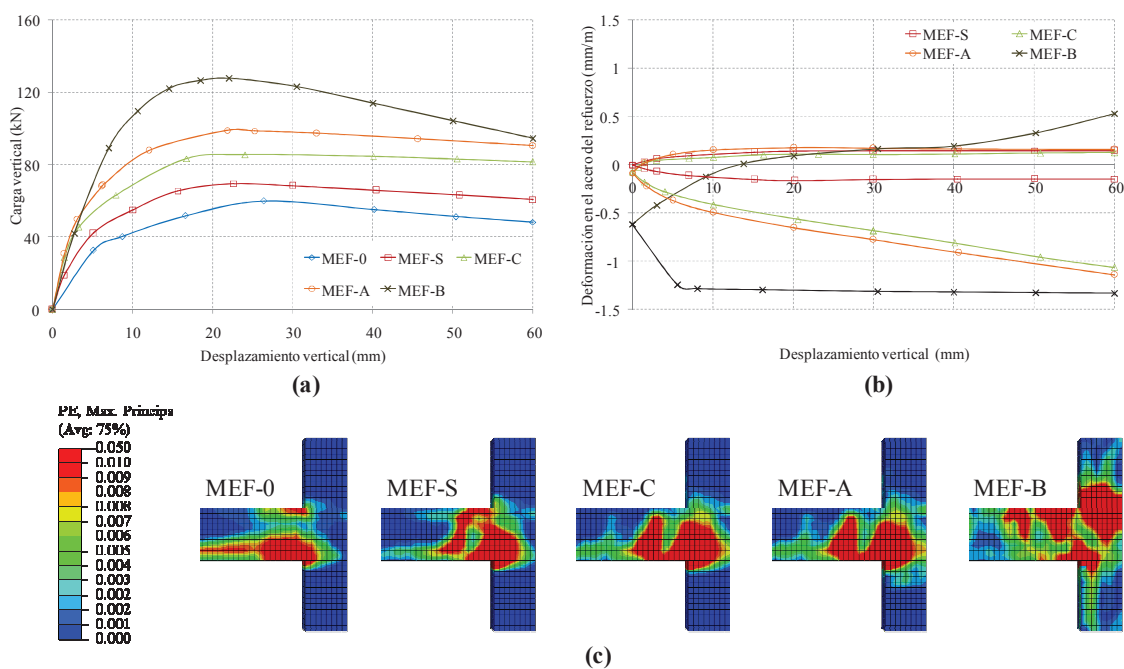 (a)
160
120
80
40
0
Carga vertical (kN)
MEF-0 MEF-S MEF-C
MEF-A MEF-B
0 10 20 30 40 50 60
Desplazamiento vertical (mm)
(a)
(b)
1.5
1
0.5
0
-0.5
-1
-1.5
Deformación en el acero del refuerzo (mm/m)
MEF-S MEF-C
MEF-A MEF-B
0 10 20 30 40 50 60
Desplazamiento vertical (mm)
(b)
PE, Max. Principa
(Avg: 75%)
0.050
0.010
0.009
0.008
0.008
0.007
0.006
0.005
0.004
0.003
0.002
0.002
0.001
0.000
MEF-0
MEF-S
MEF-C
MEF-A
MEF-B
(c)